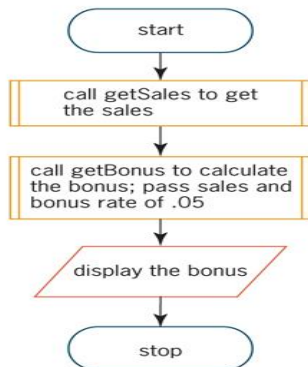 start
call getSales to get
the sales
call getBonus to calculate
the bonus; pass sales and
bonus rate of .05
display the bonus
stop